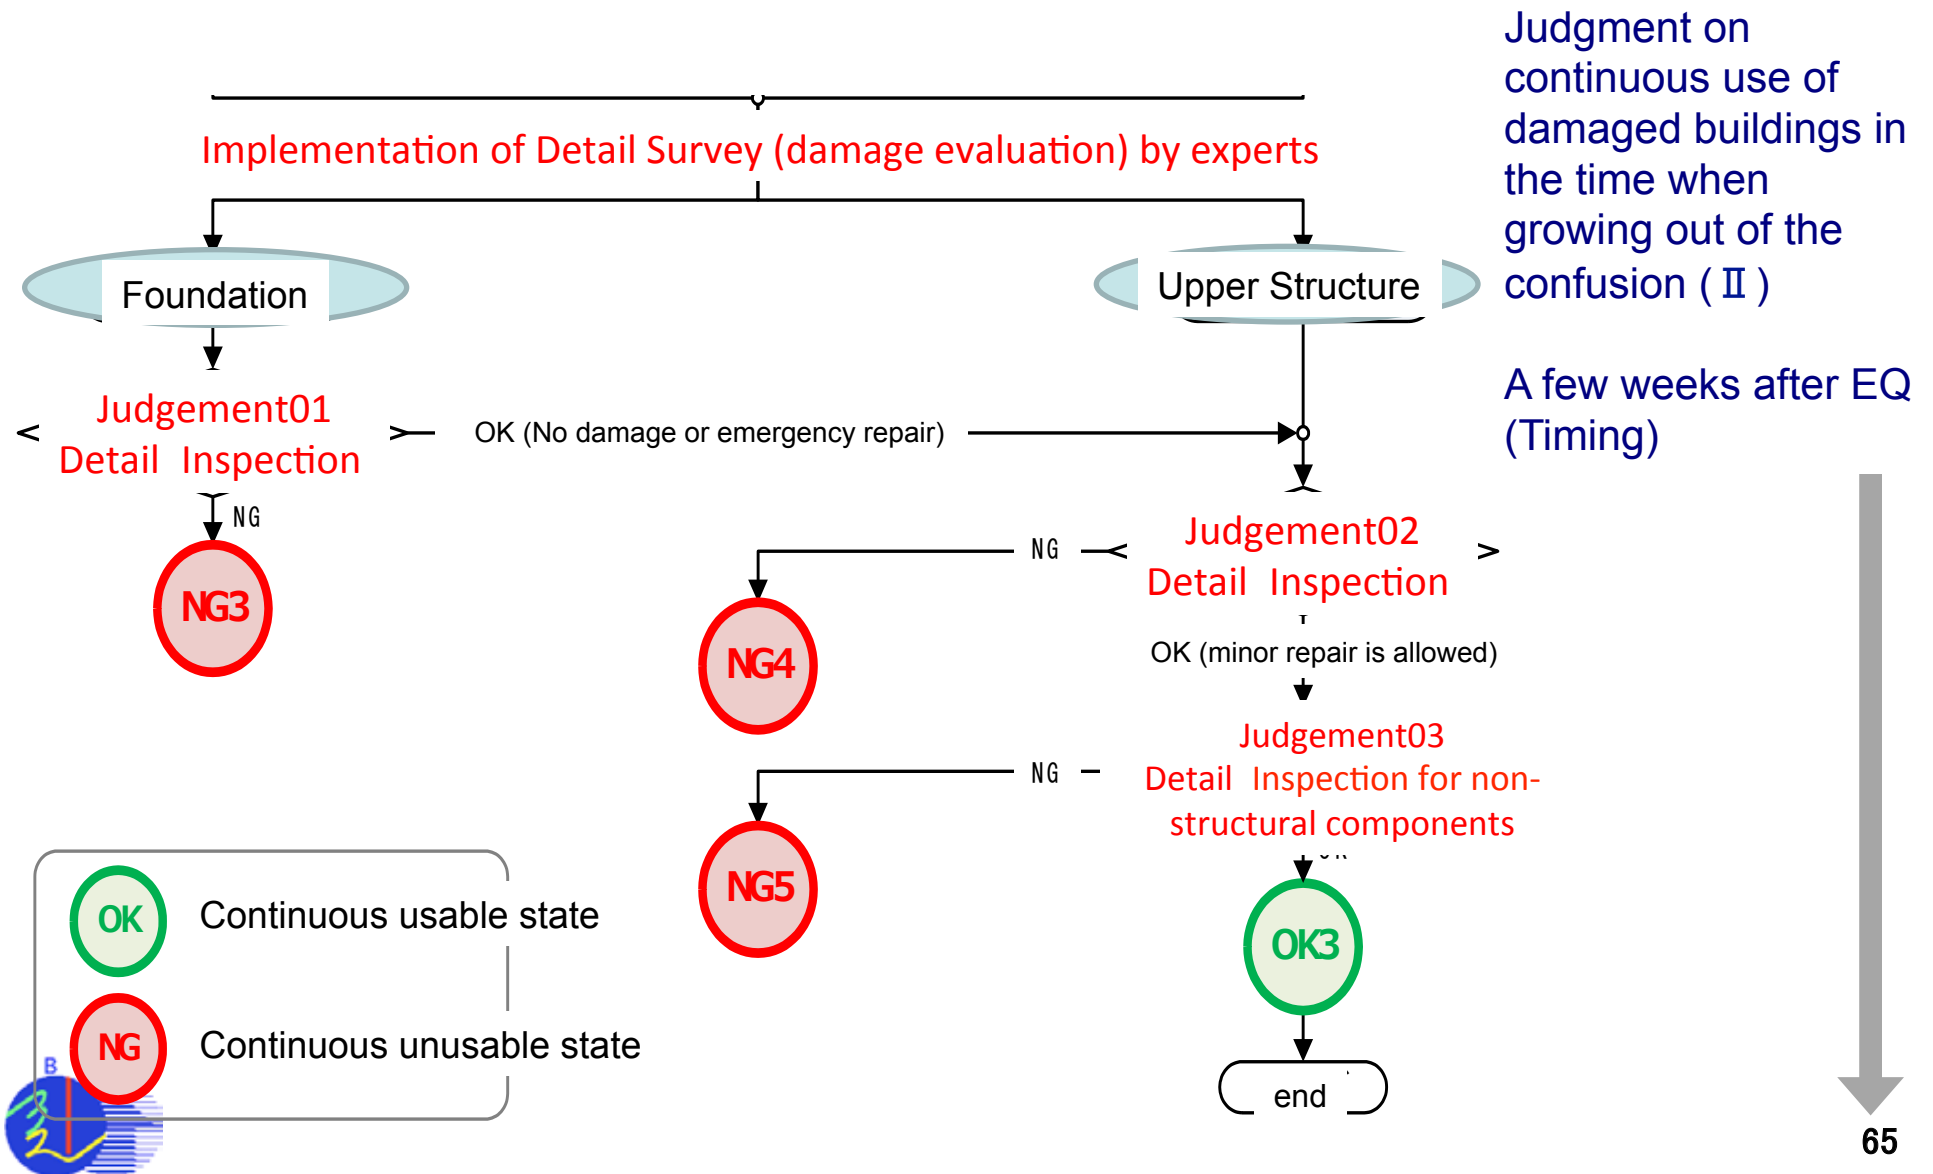 Judgment on
continuous use of
damaged buildings in
the time when
growing out of the
confusion (Ⅱ)
A few weeks after EQ
(Timing)
Implementation of Detail Survey (damage evaluation) by experts
Foundation
Upper Structure
Judgement01
Detail Inspection
OK (No damage or emergency repair)
NG
NG3
Judgement02
Detail Inspection
NG
NG4
OK (minor repair is allowed)
Judgement03
Detail Inspection for non-
structural components
NG
NG5
OK3
end
OK
Continuous usable state
NG
Continuous unusable state
B
65